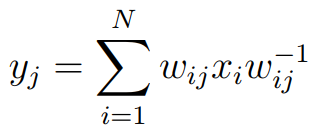 $y_j = \sum_{i=1}^{N} w_{ij} x_i w_{ij}^{-1}$